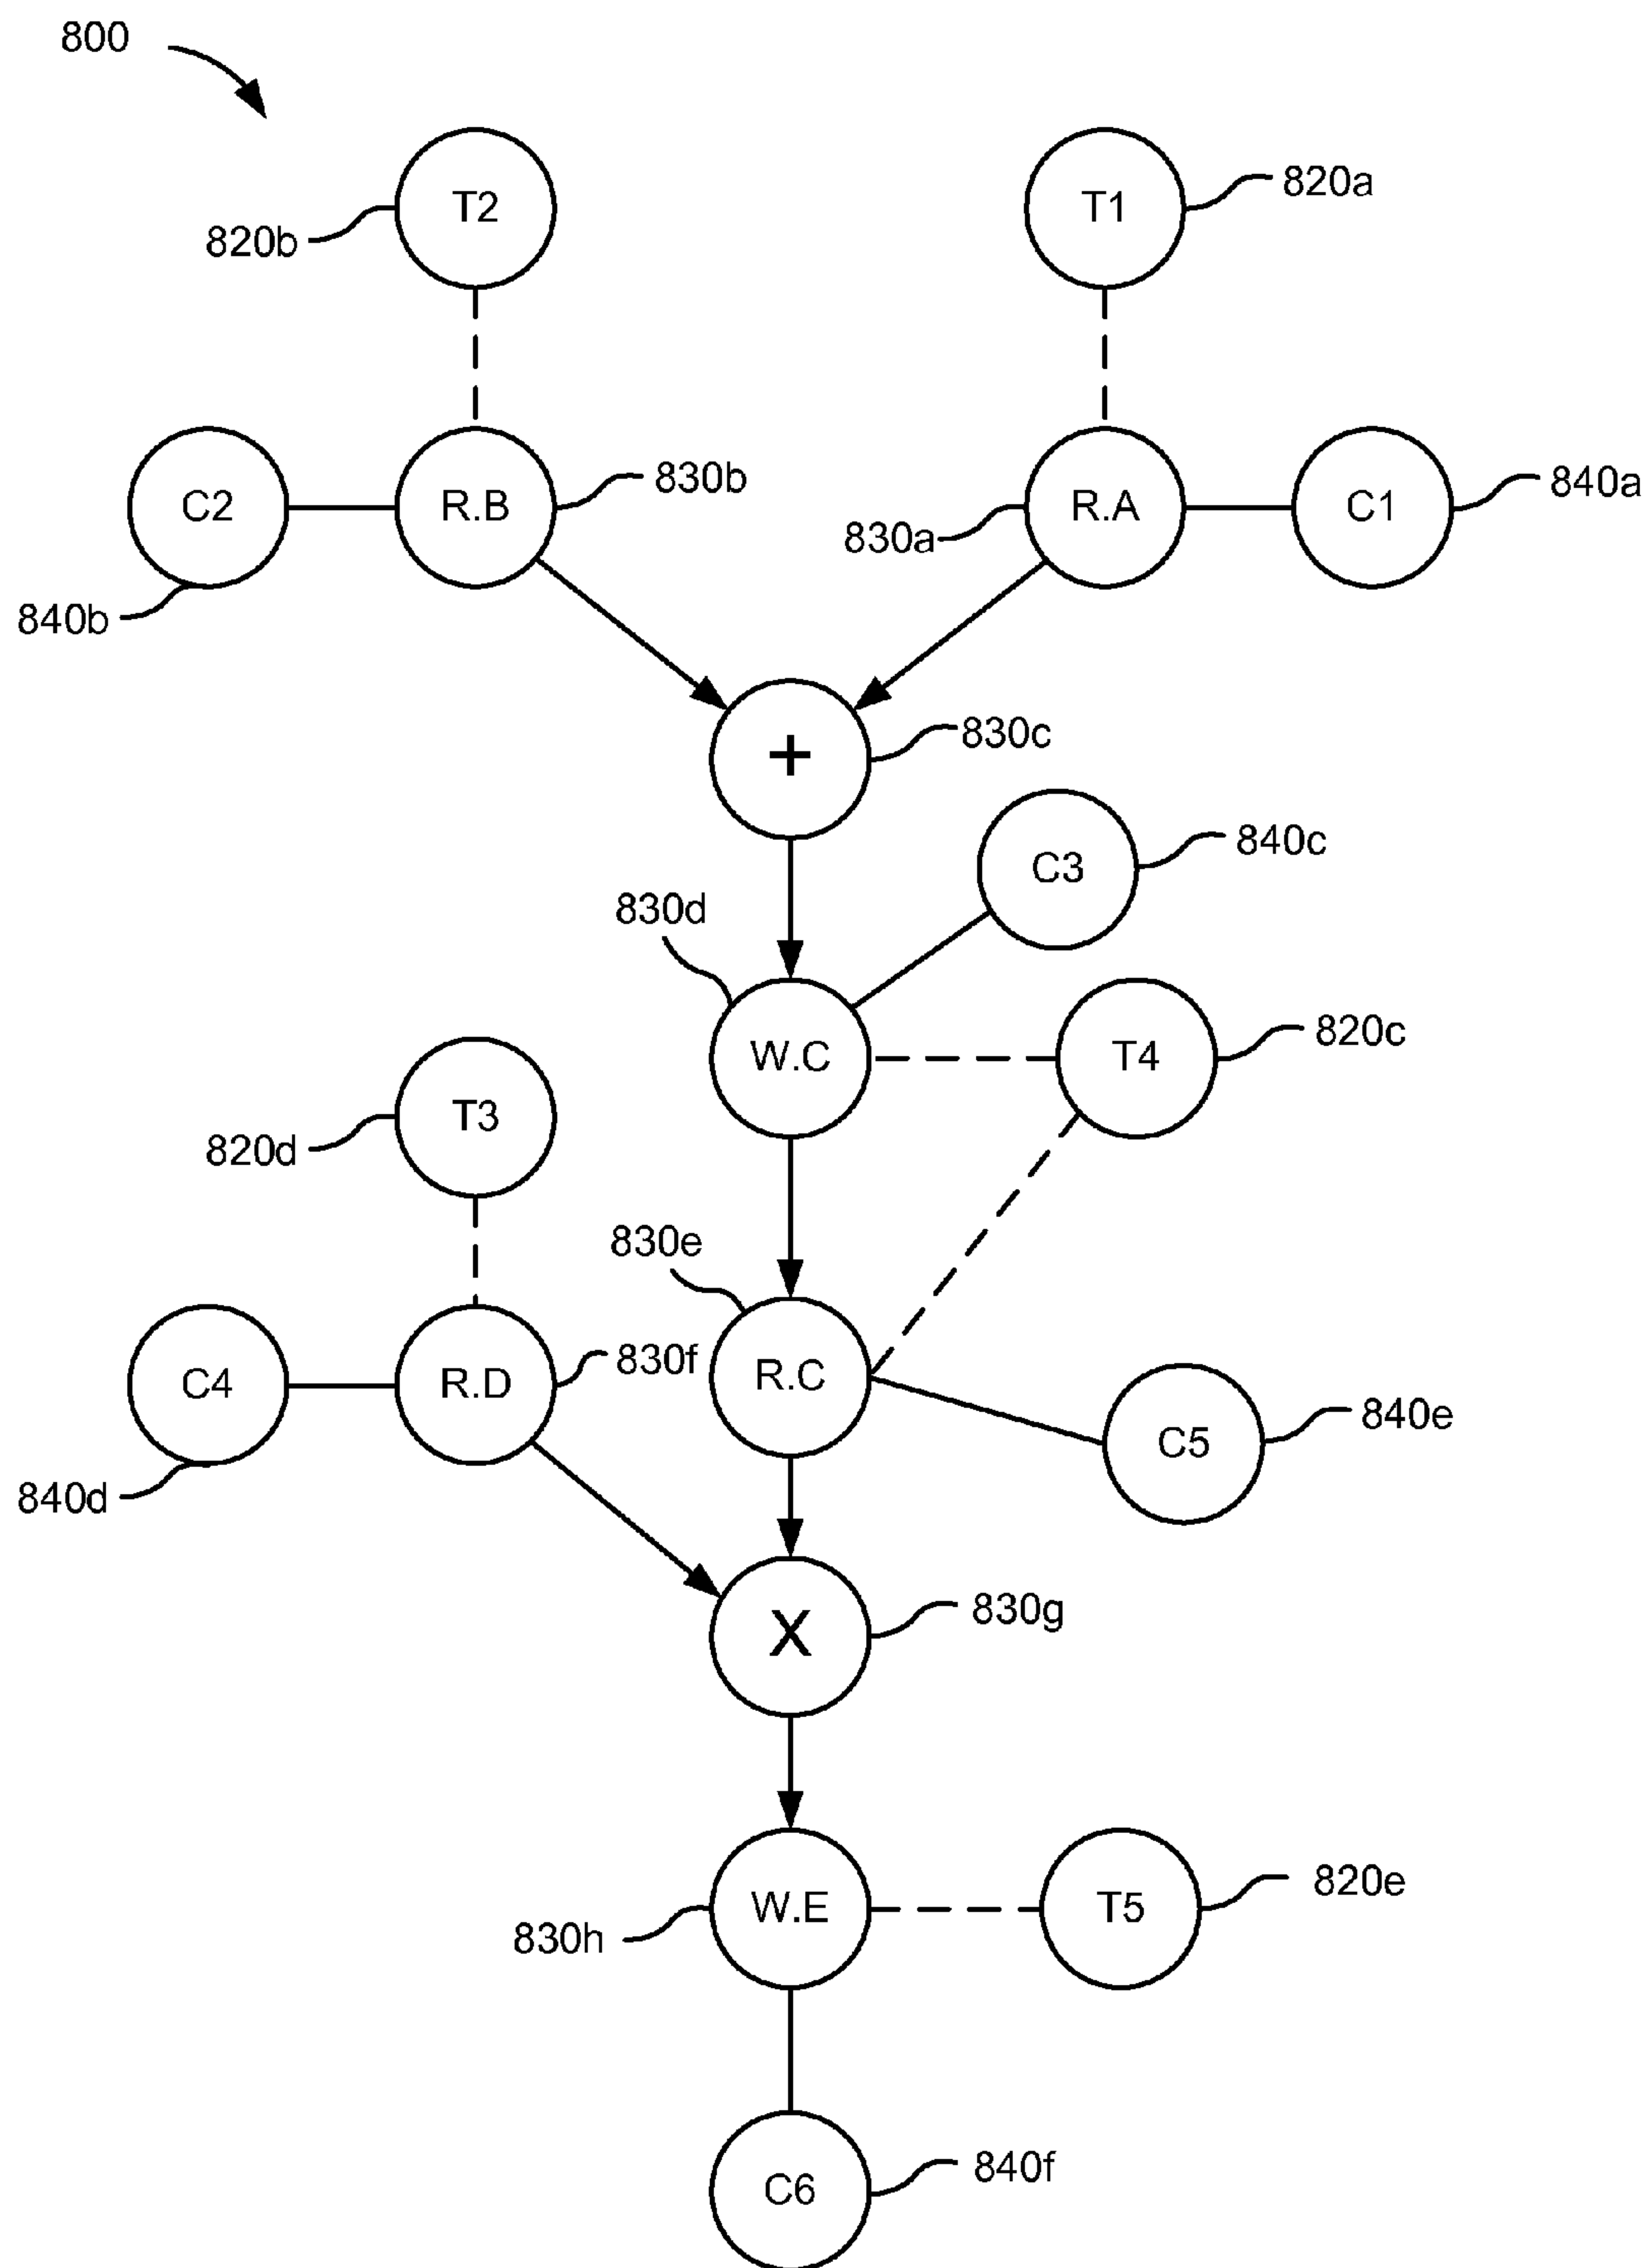 800
T2
T1
820a
820b
C2
R.B
830b
830a
R.A
C1
840a
840b
+
830c
C3
840c
830d
W.C
T4
820c
T3
820d
830e
C4
R.D
830f
R.C
C5
840e
840d
X
830g
W.E
T5
820e
830h
C6
840f